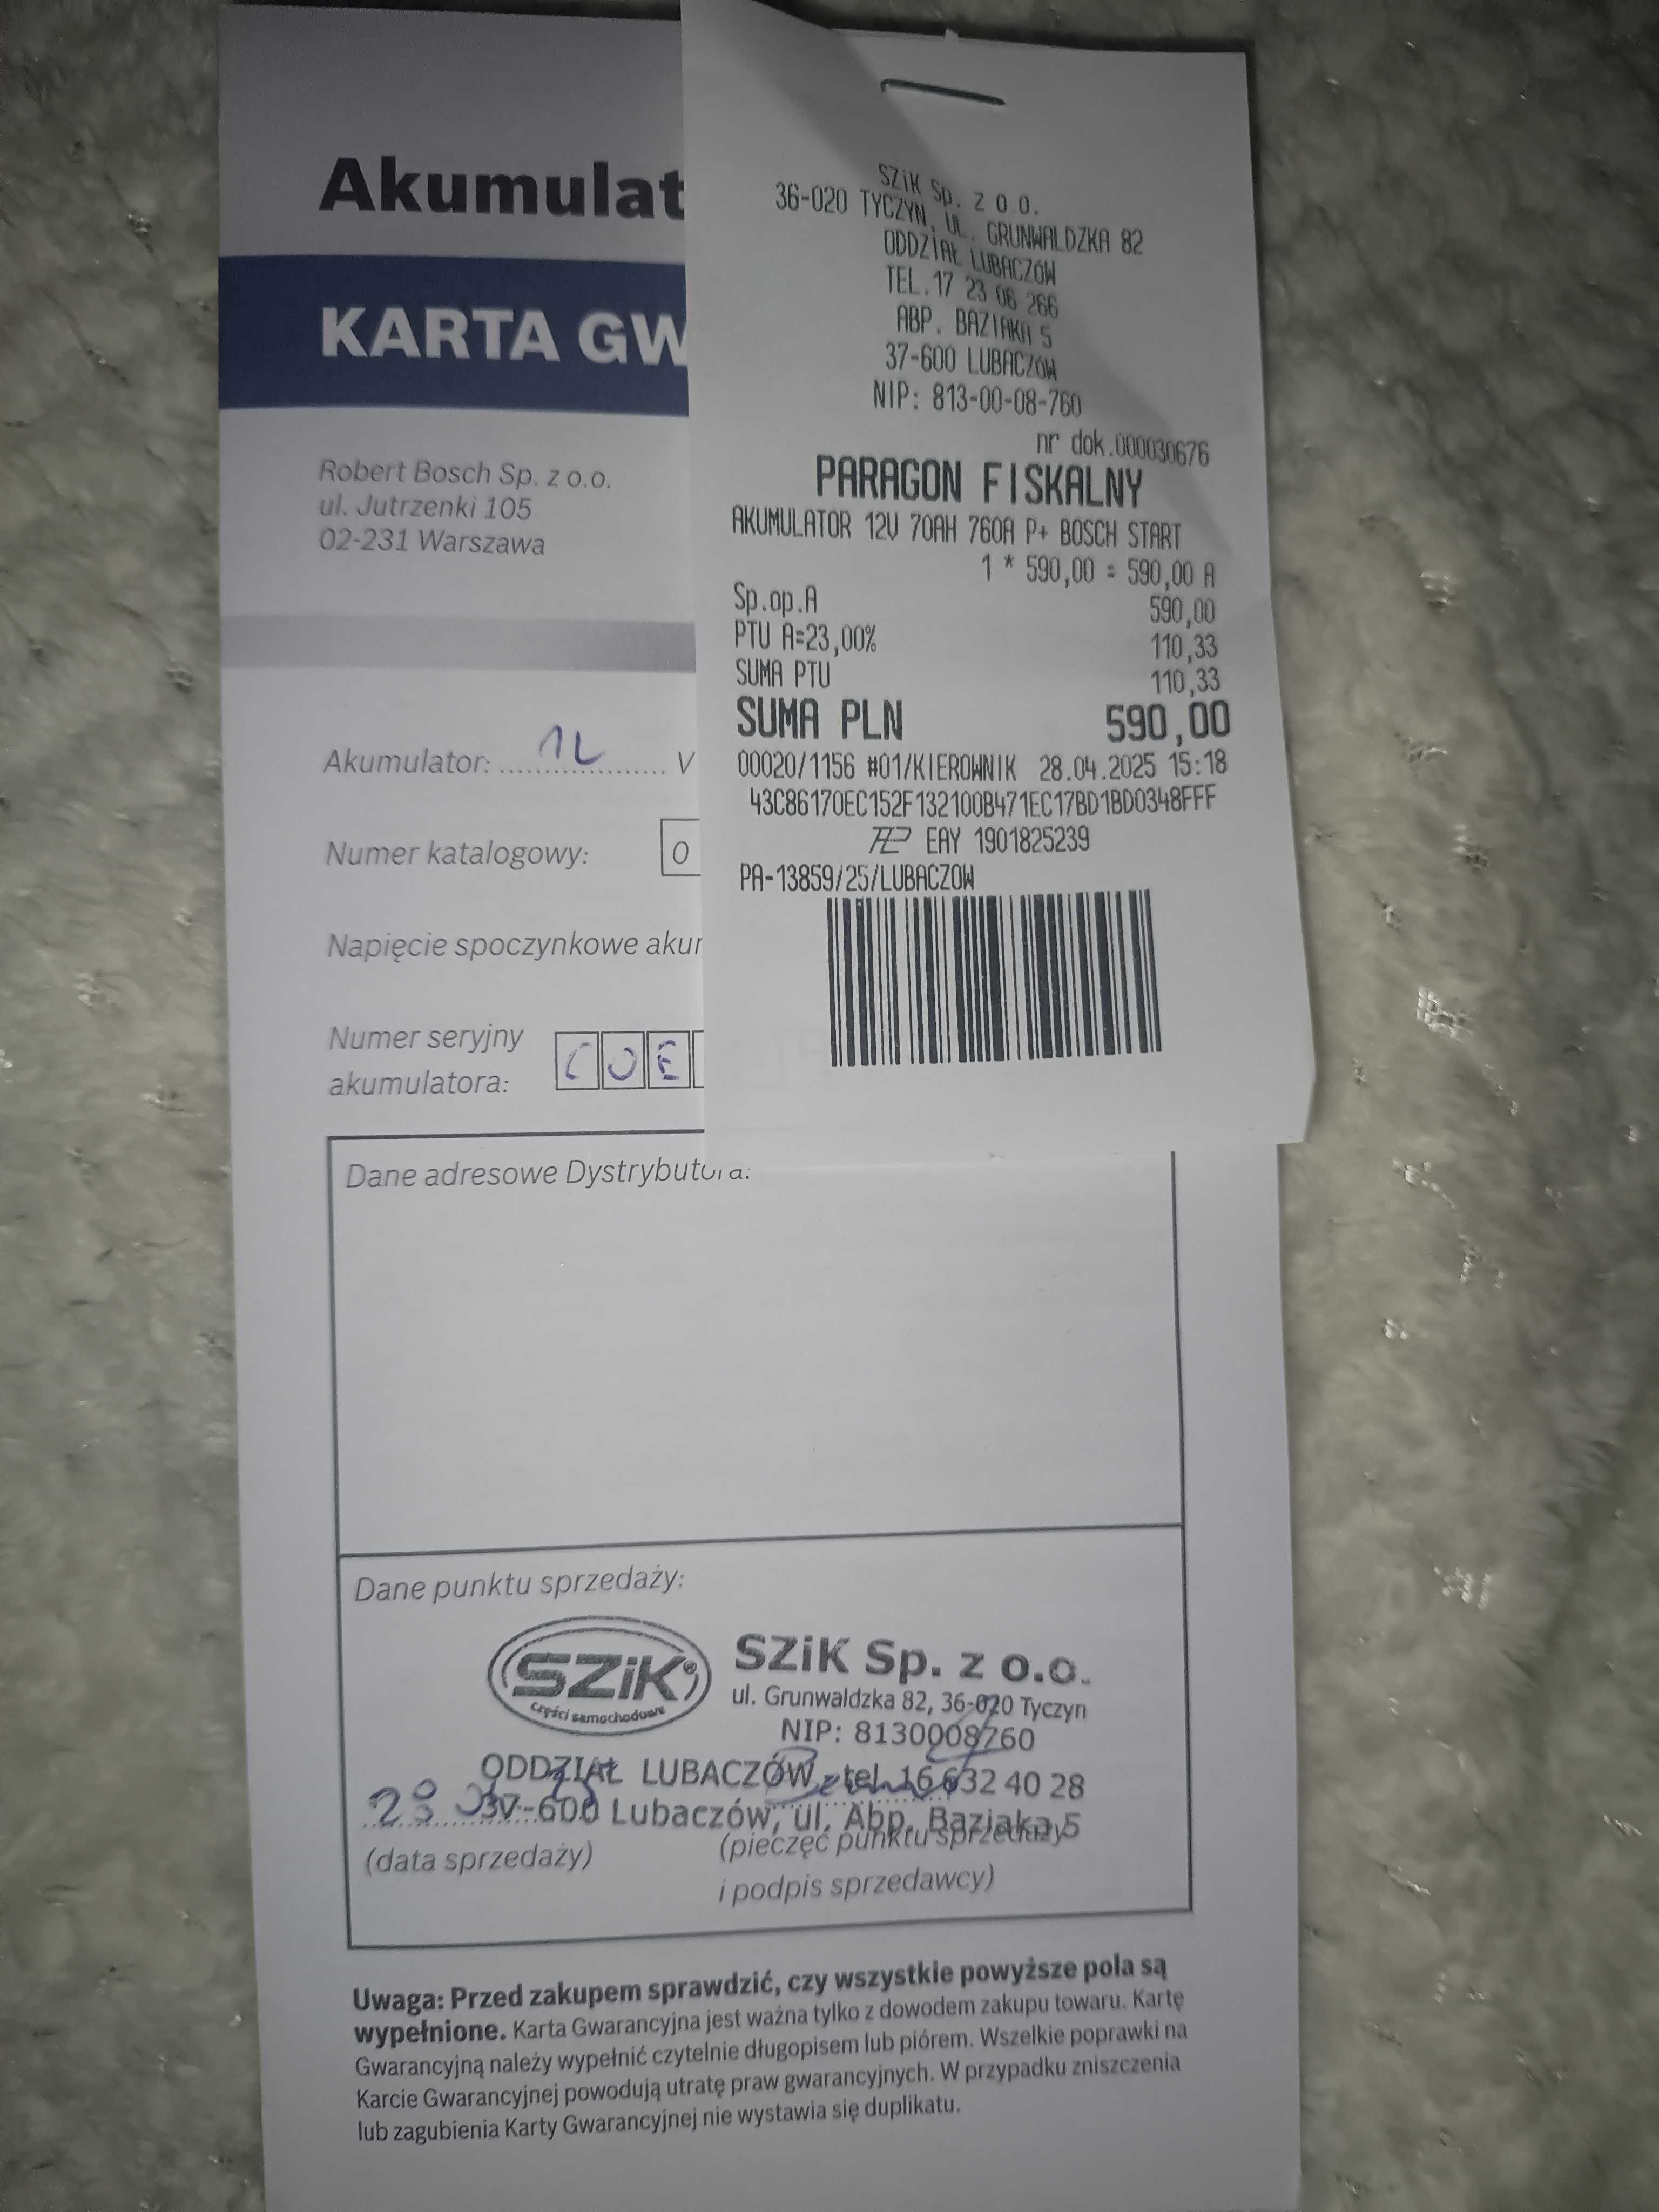 Akumulat
KARTA GW
Robert Bosch Sp. z o.o.
ul. Jutrzenki 105
02-231 Warszawa
Akumulator: 12 V
Numer katalogowy: 0
Napięcie spoczynkowe aku
Numer seryjny
akumulatora: C0E
SZiK Sp. z o.o.
36-020 TYCZYN, UL. GRUNWALDZKA 82
ODDZIAŁ LUBACZÓW
TEL.17 23 06 266
ABP. BAZIAKA 5
37-600 LUBACZÓW
NIP: 813-00-08-760
nr dok.000030676
PARAGON FISKALNY
AKUMULATOR 12V 70AH 760A P+ BOSCH START
1 * 590,00 = 590,00 A
Sp.op.A 590,00
PTU A=23,00% 110,33
SUMA PTU 110,33
SUMA PLN 590,00
00020/1156 #01/KIEROWNIK 28.04.2025 15:18
43C86170EC152F132100B471EC17BD1BD0348FFF
EAY 1901825239
PA-13859/25/LUBACZOW
Dane adresowe Dystrybutora:
Dane punktu sprzedaży:
SZiK®
części samochodowe
SZiK Sp. z o.o.
ul. Grunwaldzka 82, 36-020 Tyczyn
NIP: 8130008760
ODDZIAŁ LUBACZÓW, tel. 16 632 40 28
37-600 Lubaczów, ul. Abp. Baziaka 5
28
(data sprzedaży)
(pieczęć punktu sprzedaży
i podpis sprzedawcy)
Uwaga: Przed zakupem sprawdzić, czy wszystkie powyższe pola są
wypełnione. Karta Gwarancyjna jest ważna tylko z dowodem zakupu towaru. Kartę
Gwarancyjną należy wypełnić czytelnie długopisem lub piórem. Wszelkie poprawki na
Karcie Gwarancyjnej powodują utratę praw gwarancyjnych. W przypadku zniszczenia
lub zagubienia Karty Gwarancyjnej nie wystawia się duplikatu.